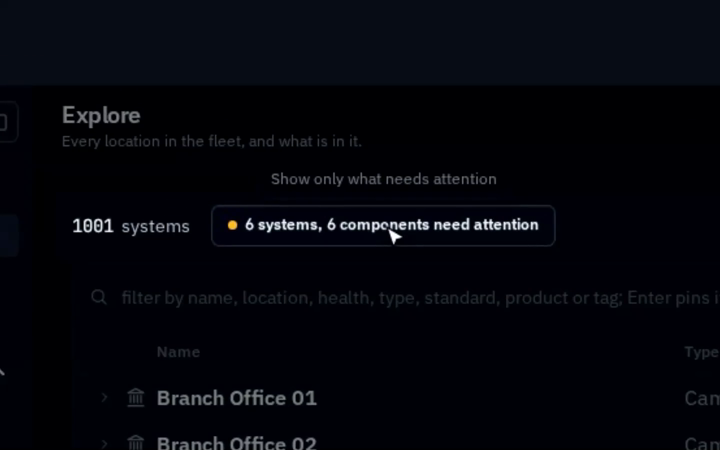 Explore
Every location in the fleet, and what is in it.
Show only what needs attention
1001 systems
6 systems, 6 components need attention
filter by name, location, health, type, standard, product or tag; Enter pins
Name Type
Branch Office 01
Branch Office 02